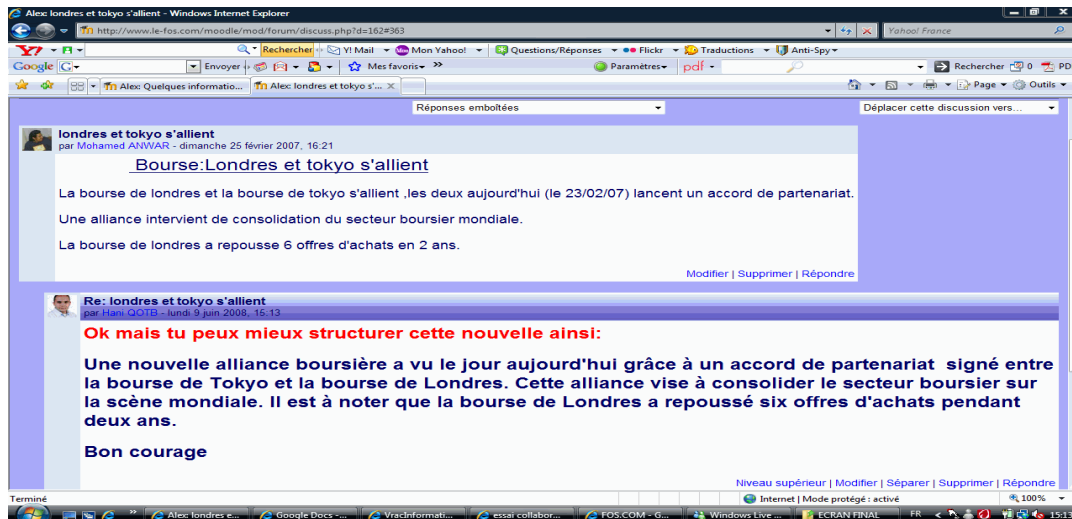 Alex: londres et tokyo s'allient - Windows Internet Explorer
http://www.le-fos.com/moodle/mod/forum/discuss.php?d=162#363
Yahoo! France
Rechercher Y! Mail Mon Yahoo! Questions/Réponses Flickr Traductions Anti-Spy
Google G Envoyer Mes favoris Paramètres pdf Rechercher 0 PD
Alex: Quelques informatio... Alex: londres et tokyo s'... Page Outils
Réponses emboîtées Déplacer cette discussion vers...
londres et tokyo s'allient
par Mohamed ANWAR - dimanche 25 février 2007, 16:21
Bourse:Londres et tokyo s'allient
La bourse de londres et la bourse de tokyo s'allient ,les deux aujourd'hui (le 23/02/07) lancent un accord de partenariat.
Une alliance intervient de consolidation du secteur boursier mondiale.
La bourse de londres a repousse 6 offres d'achats en 2 ans.
Modifier | Supprimer | Répondre
Re: londres et tokyo s'allient
par Hani QOTB - lundi 9 juin 2008, 15:13
Ok mais tu peux mieux structurer cette nouvelle ainsi:
Une nouvelle alliance boursière a vu le jour aujourd'hui grâce à un accord de partenariat signé entre
la bourse de Tokyo et la bourse de Londres. Cette alliance vise à consolider le secteur boursier sur
la scène mondiale. Il est à noter que la bourse de Londres a repoussé six offres d'achats pendant
deux ans.
Bon courage
Niveau supérieur | Modifier | Séparer | Supprimer | Répondre
Terminé Internet | Mode protégé : activé 100%
Alex: londres e... Google Docs -... VracInformati... essai collabor... FOS.COM - G... Windows Live ... ECRAN FINAL FR 15:13